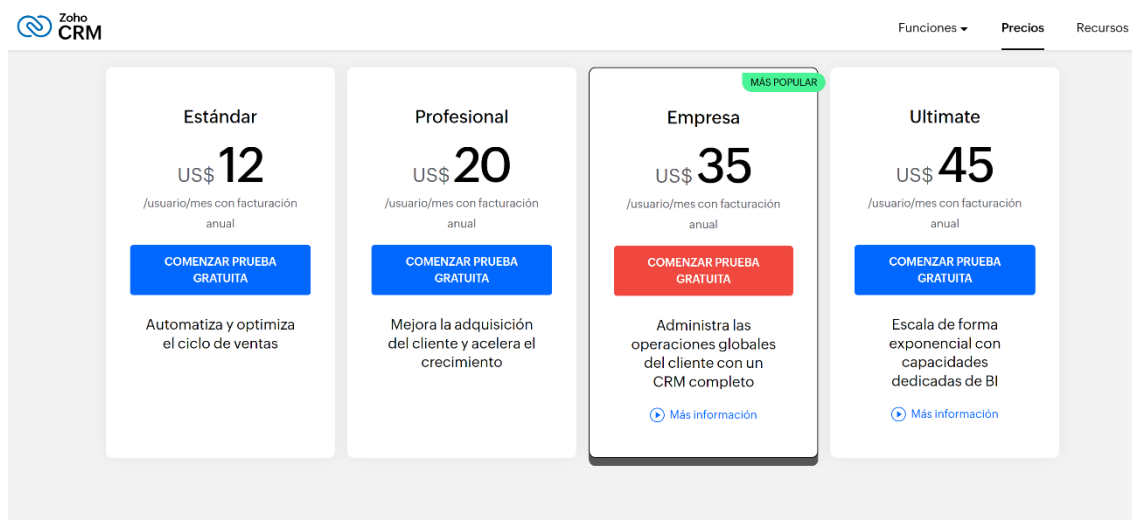 Zoho
CRM
Funciones
Precios
Recursos
Estándar
US$ 12
/usuario/mes con facturación
anual
COMENZAR PRUEBA
GRATUITA
Automatiza y optimiza
el ciclo de ventas
Profesional
US$ 20
/usuario/mes con facturación
anual
COMENZAR PRUEBA
GRATUITA
Mejora la adquisición
del cliente y acelera el
crecimiento
MÁS POPULAR
Empresa
US$ 35
/usuario/mes con facturación
anual
COMENZAR PRUEBA
GRATUITA
Administra las
operaciones globales
del cliente con un
CRM completo
Más información
Ultimate
US$ 45
/usuario/mes con facturación
anual
COMENZAR PRUEBA
GRATUITA
Escala de forma
exponencial con
capacidades
dedicadas de BI
Más información